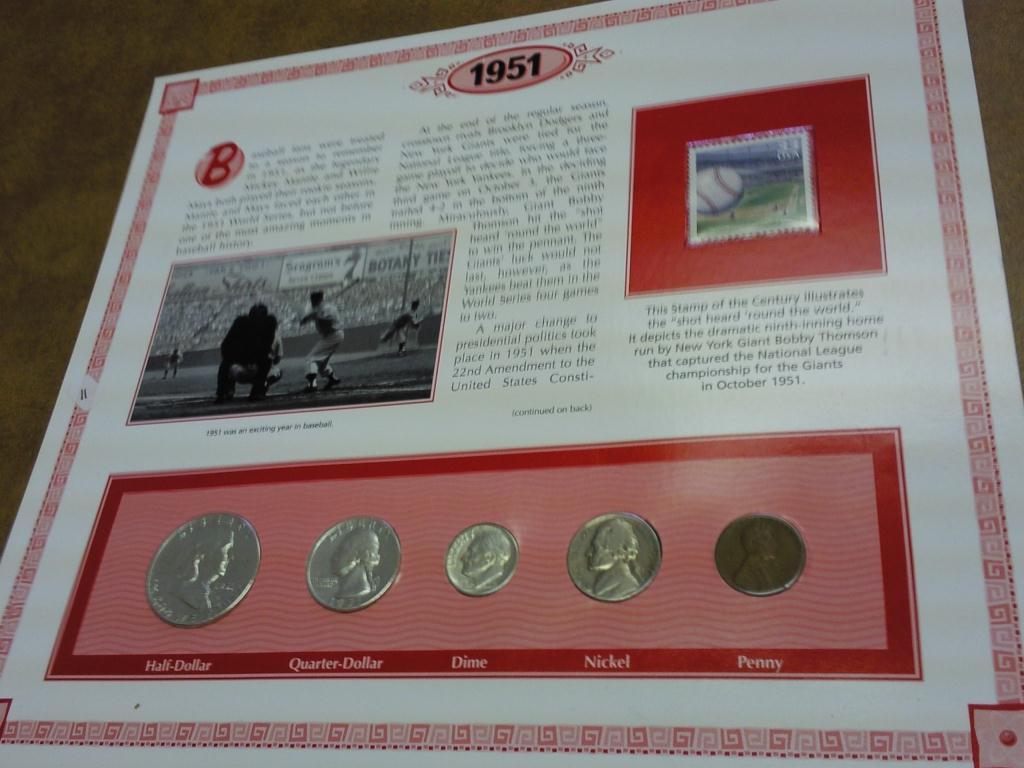 1951
Baseball fans were treated
to a season to remember
in 1951, as the legendary
Mickey Mantle and Willie
Mays both played their rookie seasons.
Mantle and Mays faced each other in
the 1951 World Series, but not before
one of the most amazing moments in
baseball history.
At the end of the regular season,
crosstown rivals Brooklyn Dodgers and
New York Giants were tied for the
National League title, forcing a three-
game playoff to decide who would face
the New York Yankees. In the deciding
third game on October 3, the Giants
trailed 4-2 in the bottom of the ninth
inning. Miraculously, Giant Bobby
Thomson hit the "shot
heard 'round the world"
to win the pennant. The
Giants' luck would not
last, however, as the
Yankees beat them in the
World Series four games
to two.
A major change to
presidential politics took
place in 1951 when the
22nd Amendment to the
United States Consti-
(continued on back)
Seagram's
BOTANY TIES
1951 was an exciting year in baseball.
USA
This Stamp of the Century illustrates
the "shot heard 'round the world."
It depicts the dramatic ninth-inning home
run by New York Giant Bobby Thomson
that captured the National League
championship for the Giants
in October 1951.
Half-Dollar
Quarter-Dollar
Dime
Nickel
Penny